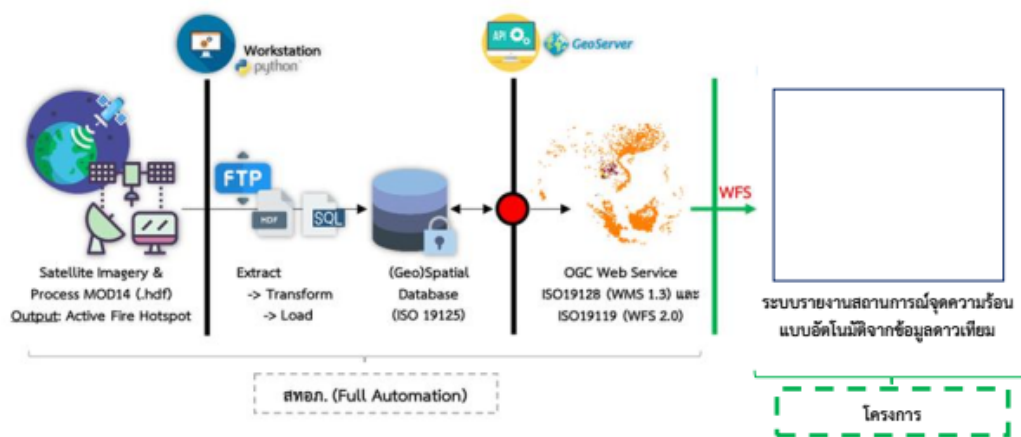 Workstation
python
API
GeoServer
FTP
HDF
SQL
WFS
Satellite Imagery &
Process MOD14 (.hdf)
Output: Active Fire Hotspot
Extract
-> Transform
-> Load
(Geo)Spatial
Database
(ISO 19125)
OGC Web Service
ISO19128 (WMS 1.3) และ
ISO19119 (WFS 2.0)
ระบบรายงานสถานการณ์จุดความร้อน
แบบอัตโนมัติจากข้อมูลดาวเทียม
สทอภ. (Full Automation)
โครงการ